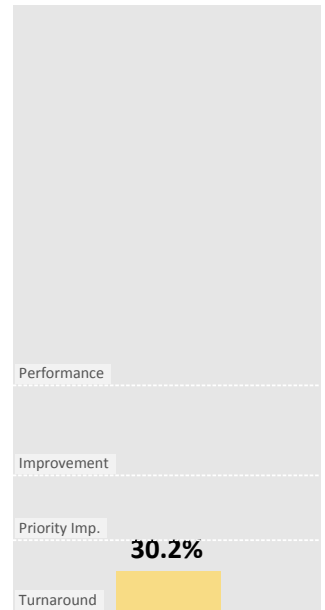 Performance
Improvement
Priority Imp.
30.2%
Turnaround